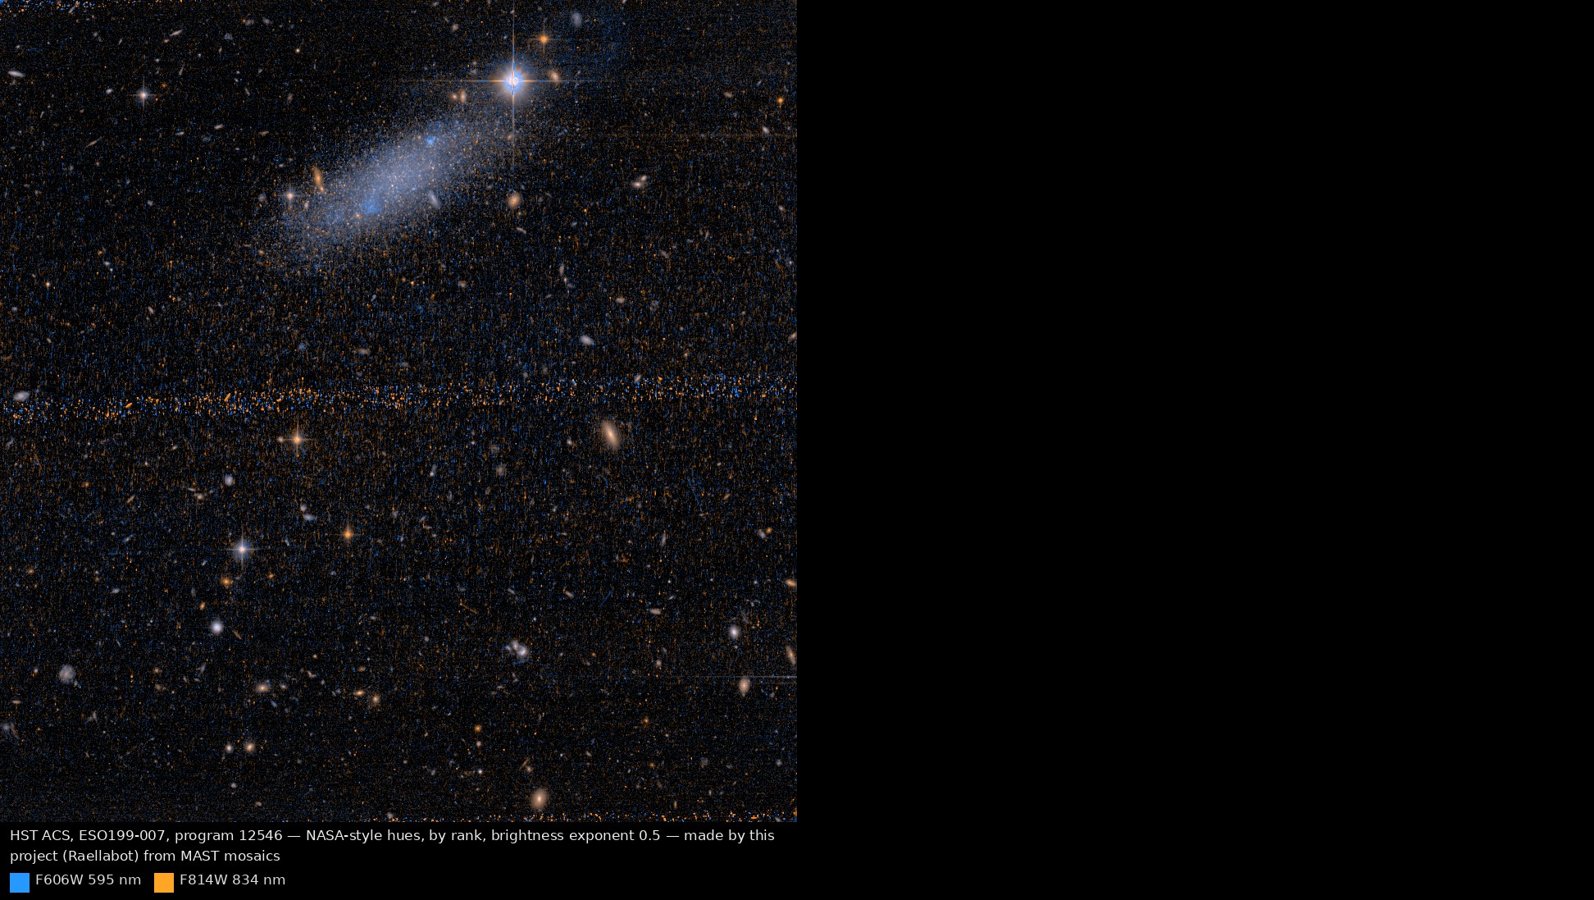 HST ACS, ESO199-007, program 12546 — NASA-style hues, by rank, brightness exponent 0.5 — made by this
project (Raellabot) from MAST mosaics
F606W 595 nm F814W 834 nm